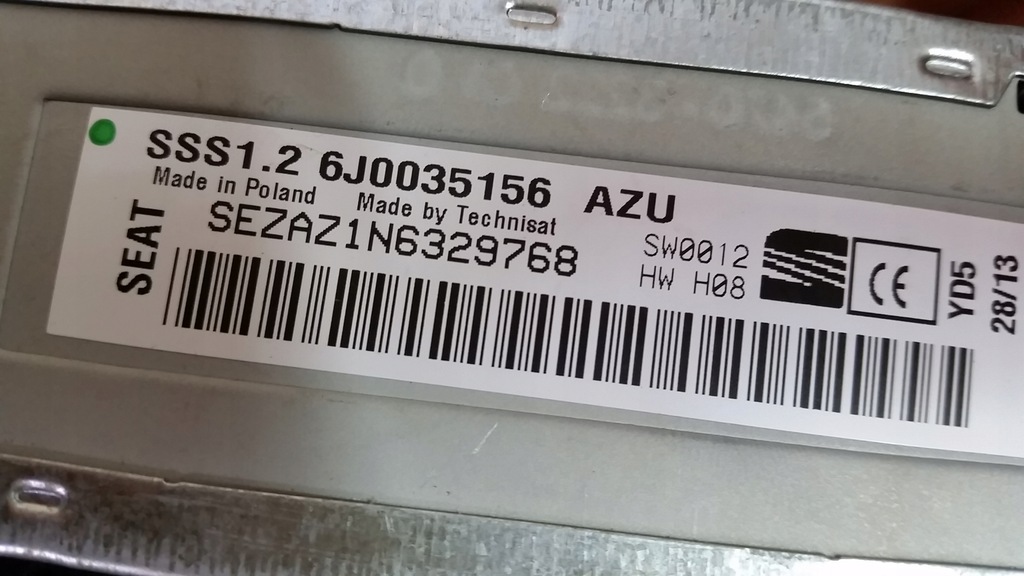 SSS1.2 6J0035156 AZU
Made in Poland Made by Technisat
SEZAZ1N6329768
SEAT
SW0012
HW H08
CE
YD5
28/13